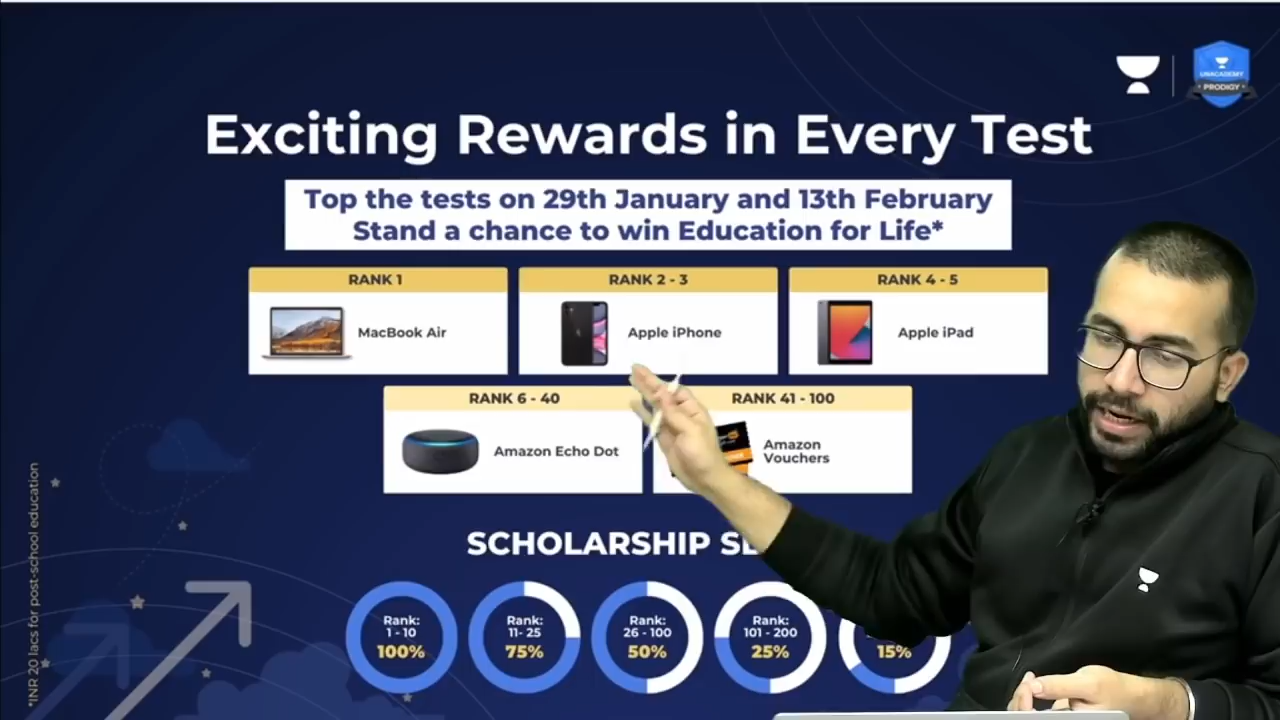 UNACADEMY
PRODIGY
Exciting Rewards in Every Test
Top the tests on 29th January and 13th February
Stand a chance to win Education for Life*
RANK 1
MacBook Air
RANK 2 - 3
Apple iPhone
RANK 4 - 5
Apple iPad
RANK 6 - 40
Amazon Echo Dot
RANK 41 - 100
Amazon
Vouchers
SCHOLARSHIP
Rank:
1 - 10
100%
Rank:
11- 25
75%
Rank:
26 - 100
50%
Rank:
101 - 200
25%
15%
*INR 20 lacs for post-school education